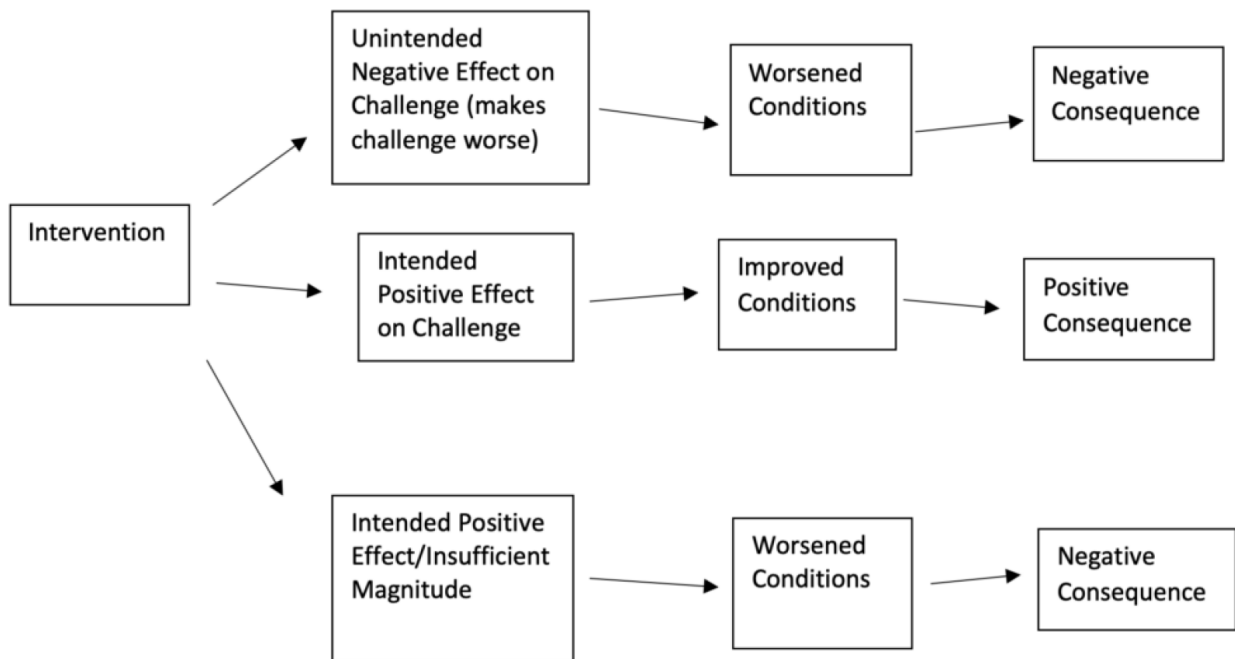 Unintended
Negative Effect on
Challenge (makes
challenge worse)
Worsened
Conditions
Negative
Consequence
Intervention
Intended
Positive Effect
on Challenge
Improved
Conditions
Positive
Consequence
Intended Positive
Effect/Insufficient
Magnitude
Worsened
Conditions
Negative
Consequence